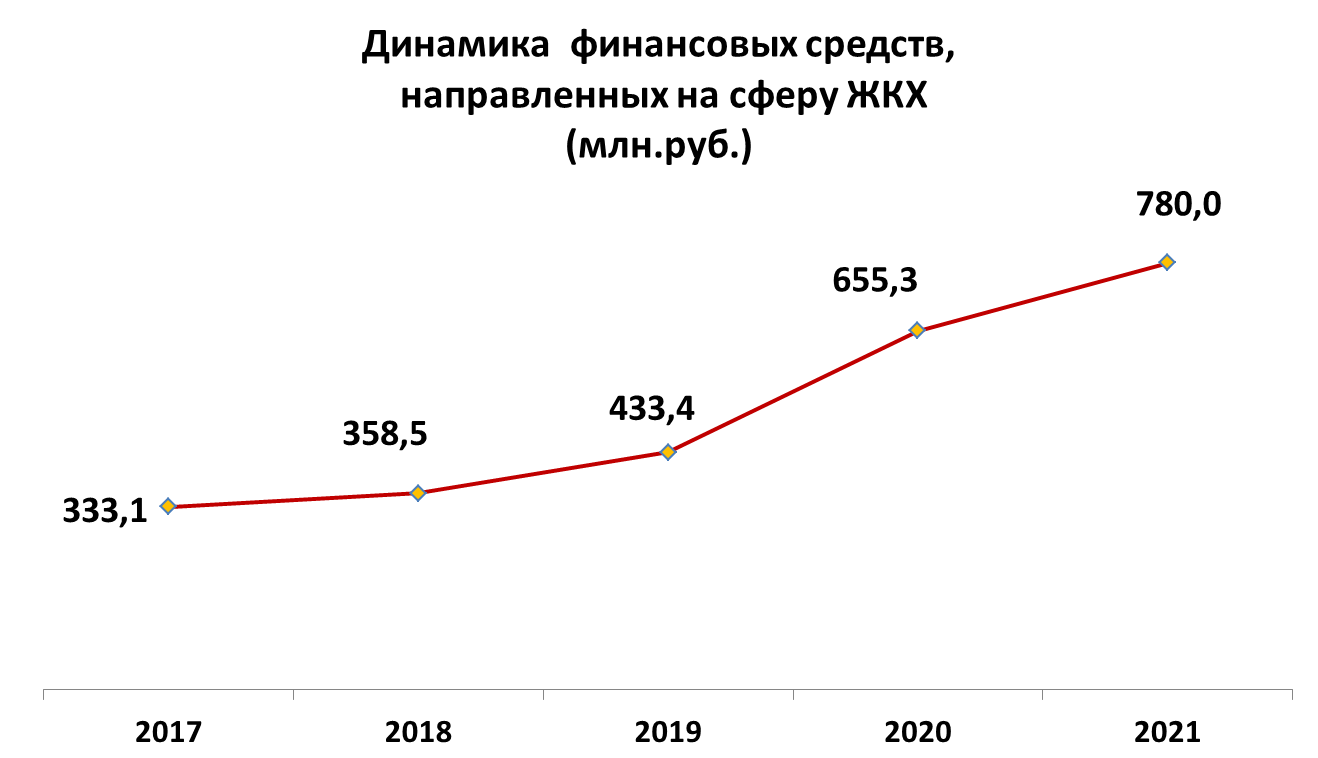 Динамика финансовых средств,
направленных на сферу ЖКХ
(млн.руб.)
780,0
655,3
433,4
358,5
333,1
2017 2018 2019 2020 2021